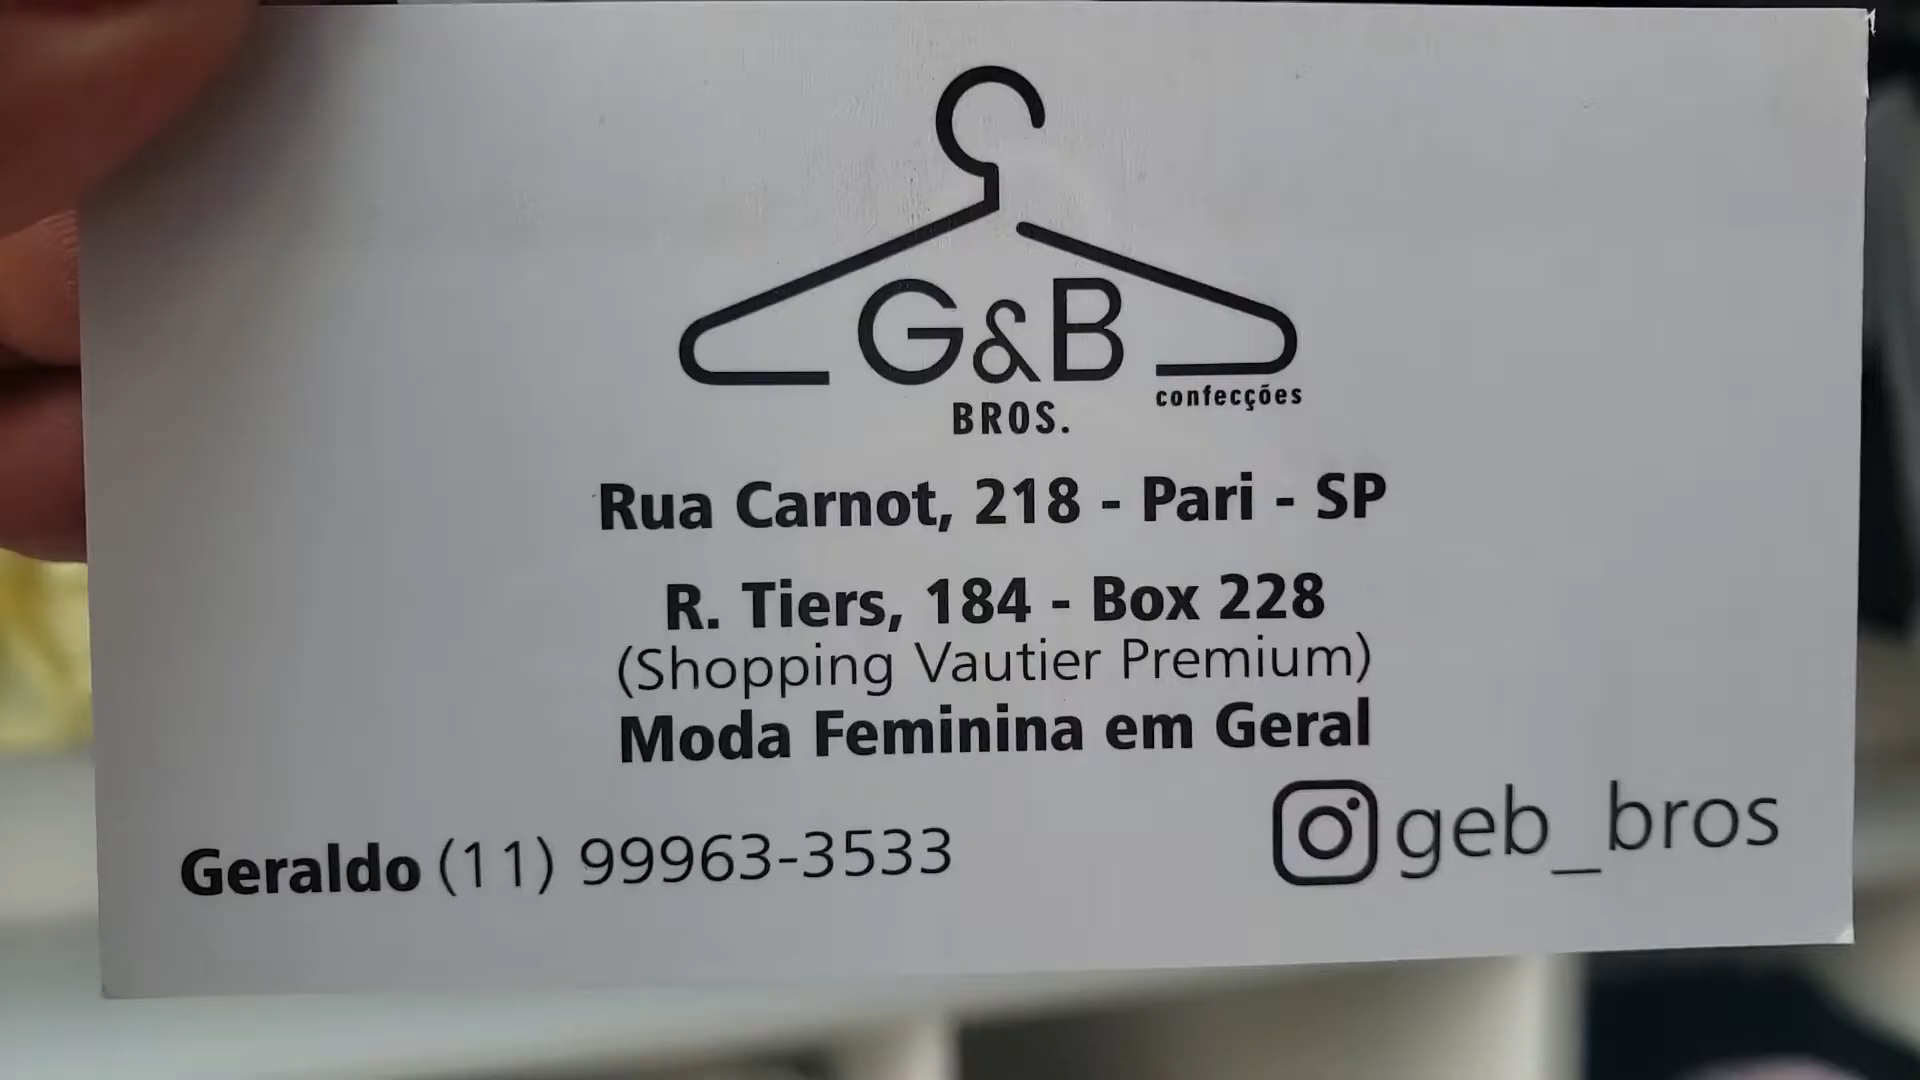 G&B
BROS.
confecções
Rua Carnot, 218 - Pari - SP
R. Tiers, 184 - Box 228
(Shopping Vautier Premium)
Moda Feminina em Geral
Geraldo (11) 99963-3533
geb_bros